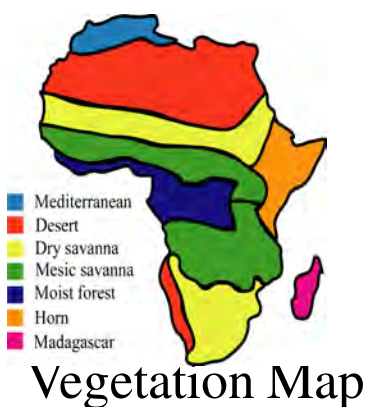 Mediterranean
Desert
Dry savanna
Mesic savanna
Moist forest
Horn
Madagascar
Vegetation Map